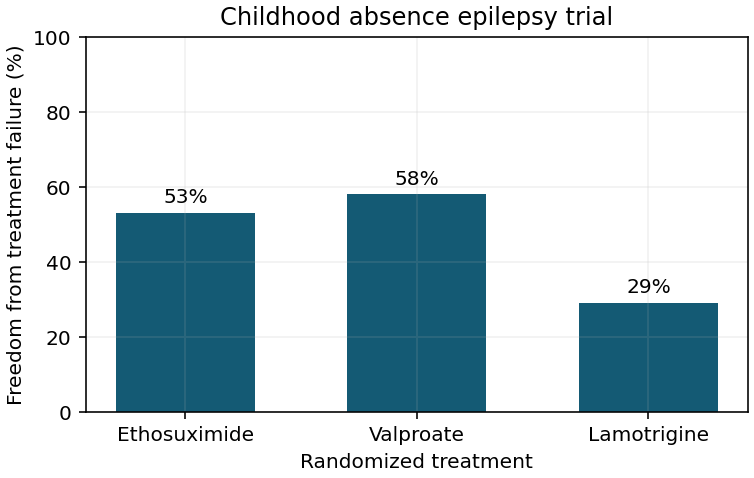 Childhood absence epilepsy trial
Freedom from treatment failure (%)
100
80
60
40
20
0
53%
58%
29%
Ethosuximide
Valproate
Lamotrigine
Randomized treatment